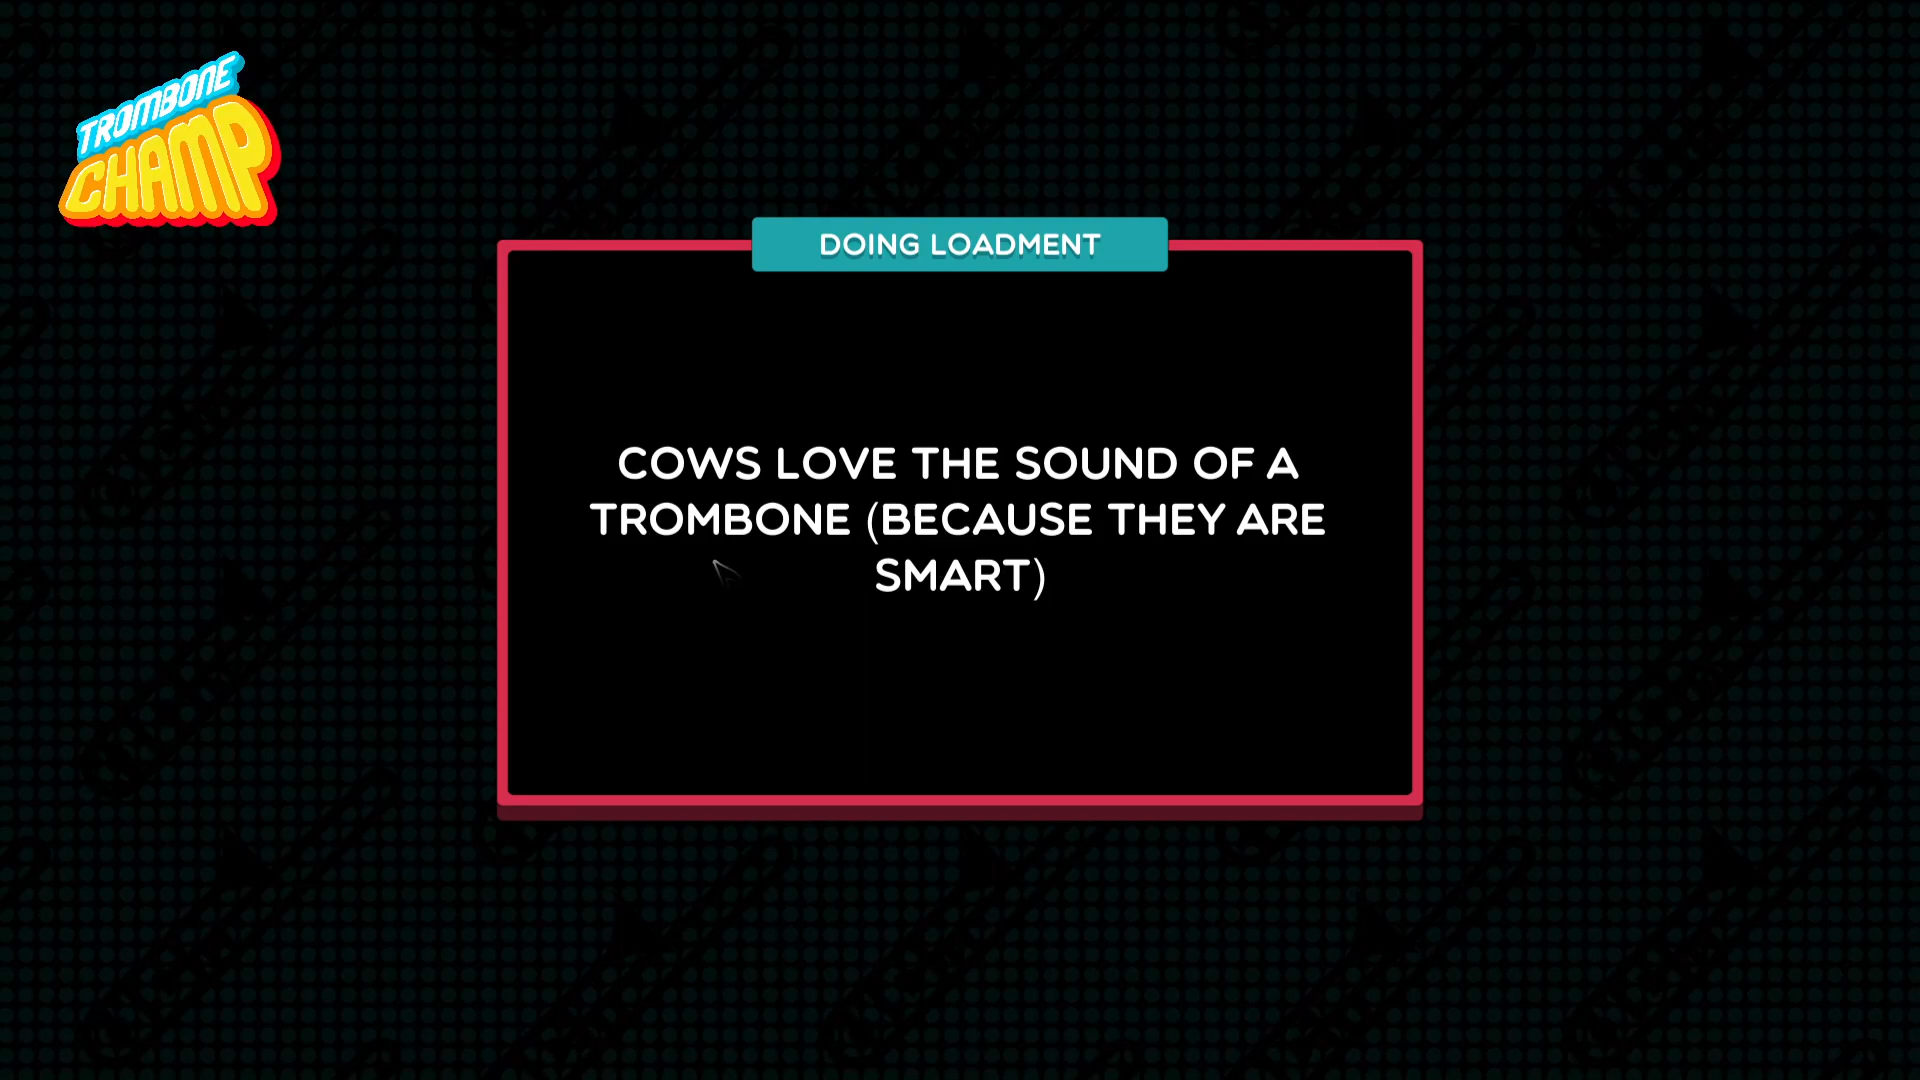 TROMBONE
CHAMP
DOING LOADMENT
COWS LOVE THE SOUND OF A
TROMBONE (BECAUSE THEY ARE
SMART)